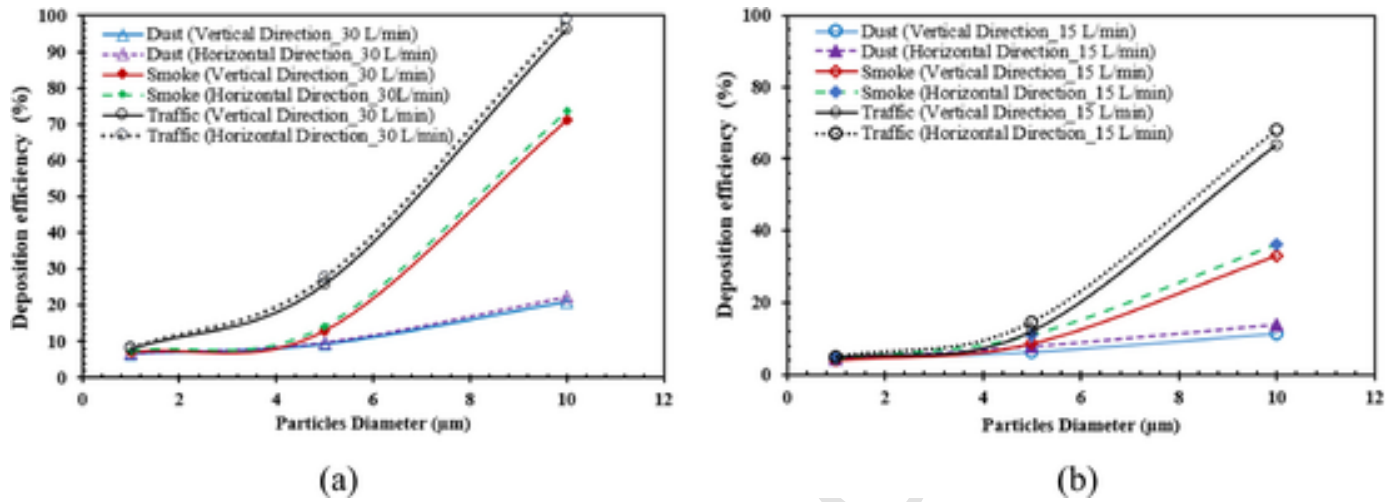 Deposition efficiency (%)
100
90
80
70
60
50
40
30
20
10
0
Dust (Vertical Direction_30 L/min)
Dust (Horizontal Direction_30 L/min)
Smoke (Vertical Direction_30 L/min)
Smoke (Horizontal Direction_30L/min)
Traffic (Vertical Direction_30 L/min)
Traffic (Horizontal Direction_30 L/min)
0 2 4 6 8 10 12
Particles Diameter (µm)
(a)
Deposition efficiency (%)
100
80
60
40
20
0
Dust (Vertical Direction_15 L/min)
Dust (Horizontal Direction_15 L/min)
Smoke (Vertical Direction_15 L/min)
Smoke (Horizontal Direction_15 L/min)
Traffic (Vertical Direction_15 L/min)
Traffic (Horizontal Direction_15 L/min)
0 2 4 6 8 10 12
Particles Diameter (µm)
(b)